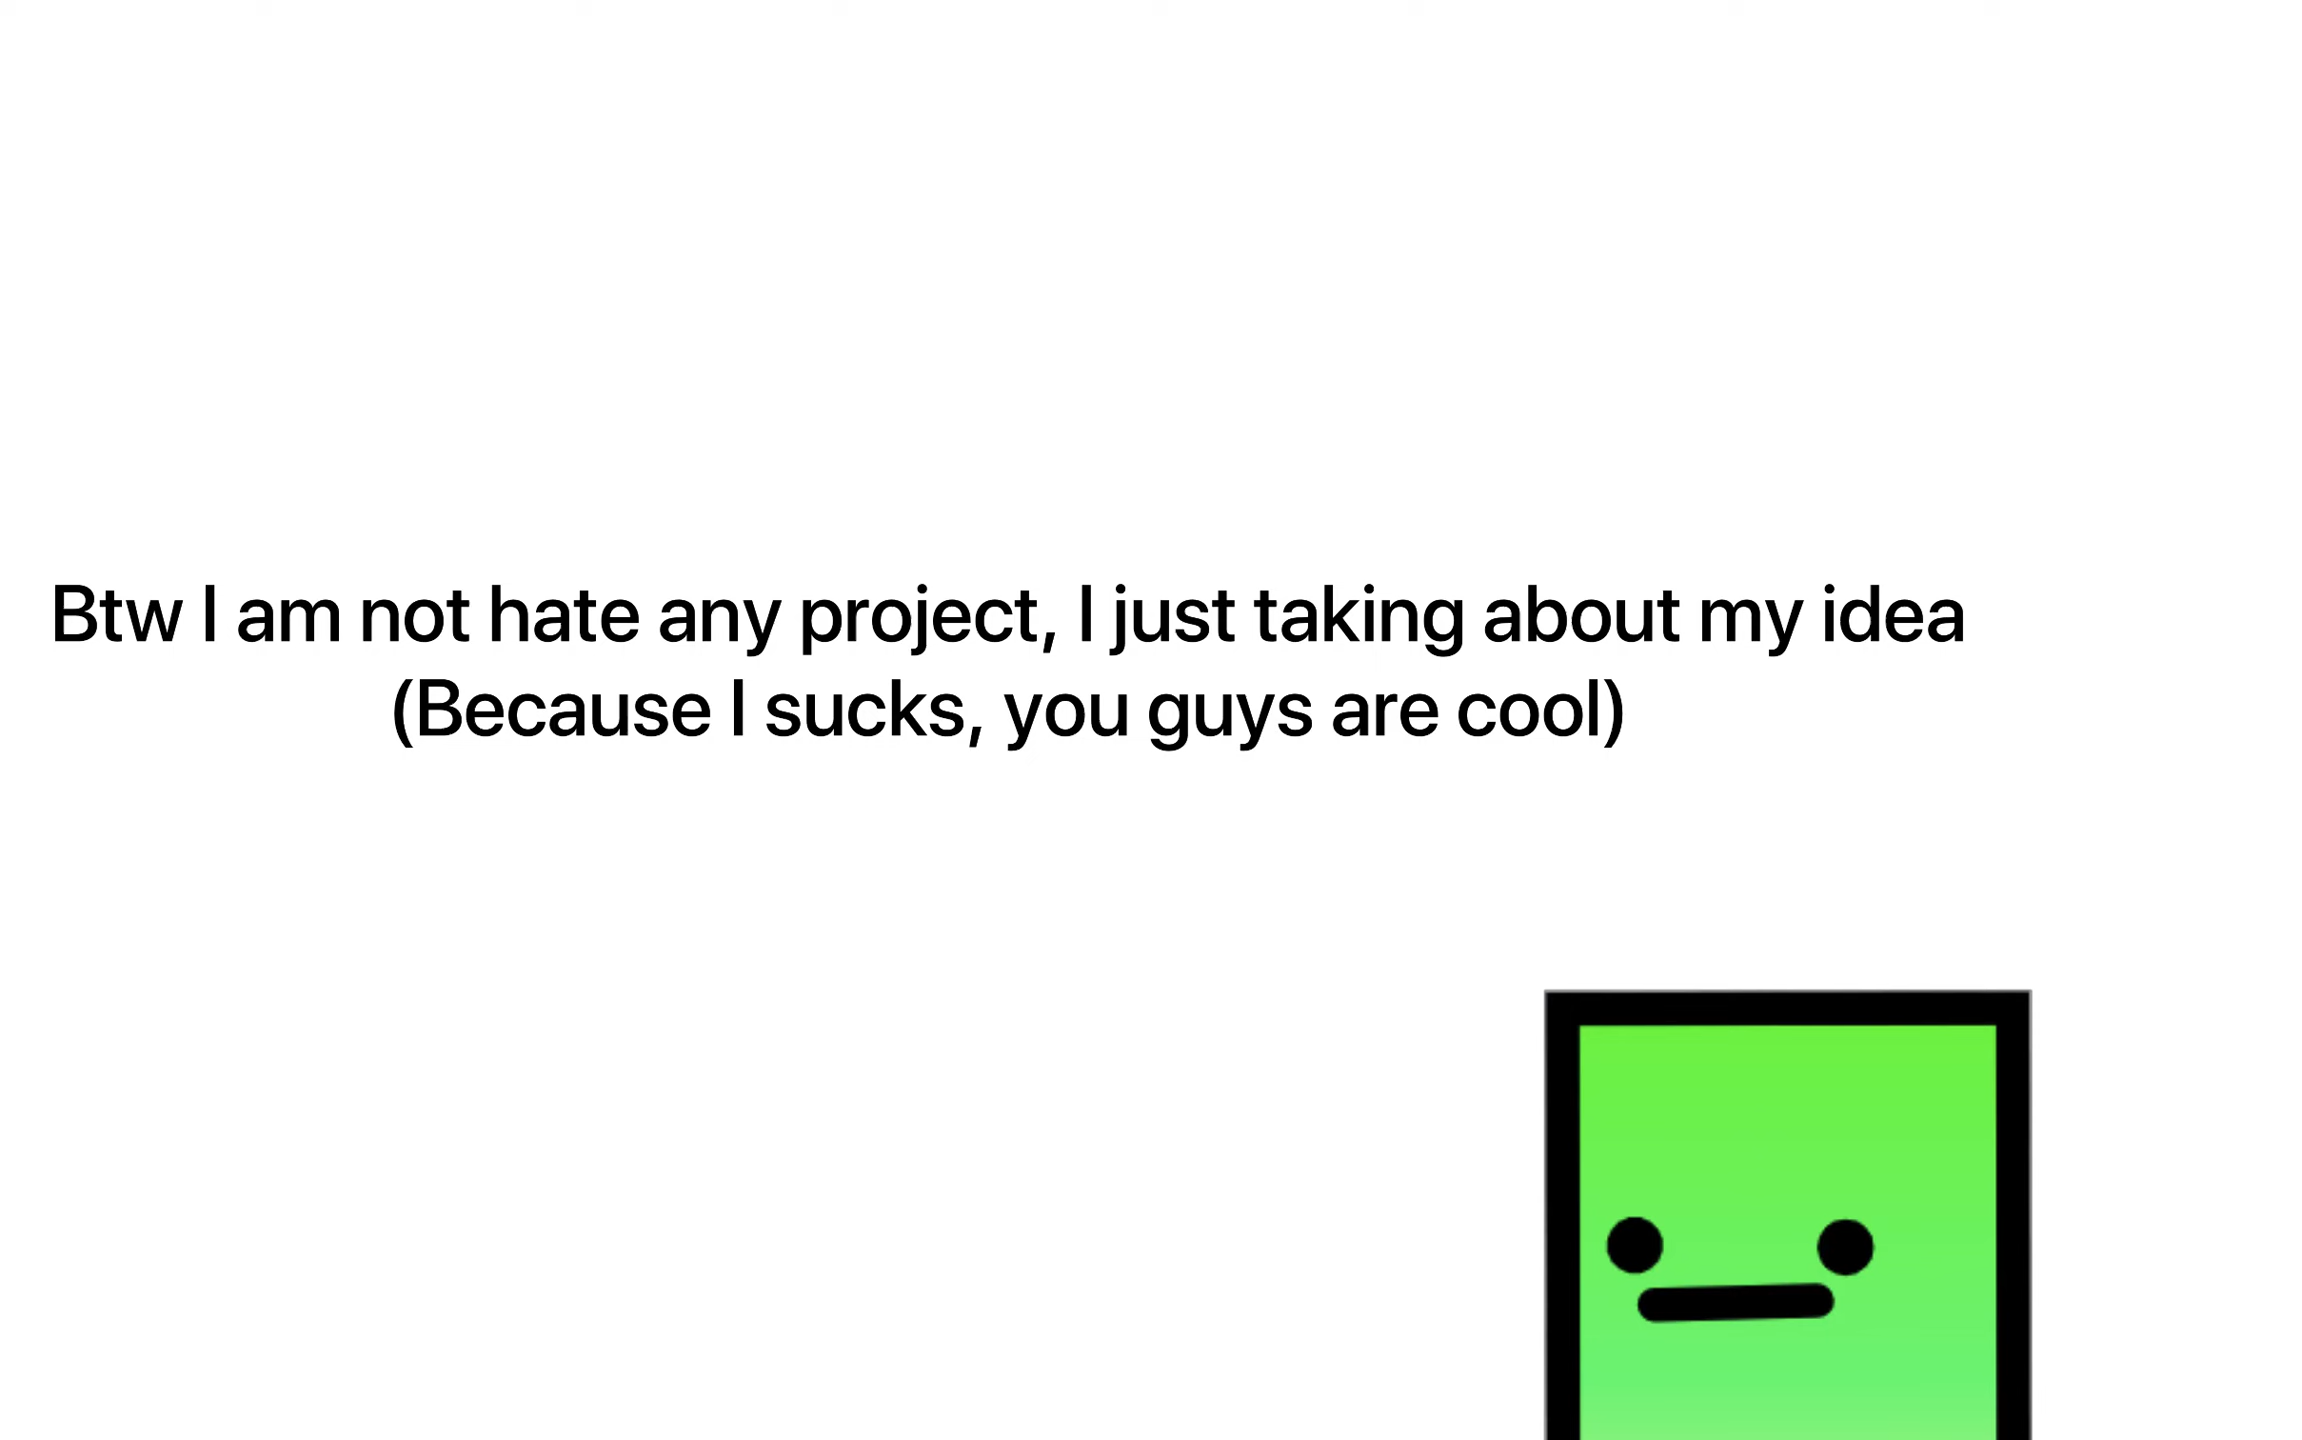 Btw I am not hate any project, I just taking about my idea
(Because I sucks, you guys are cool)